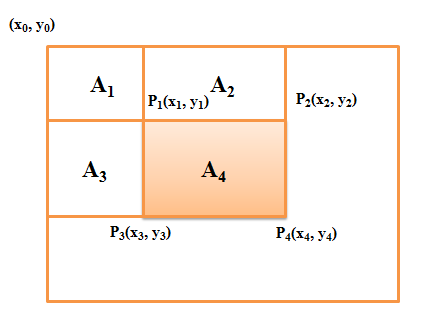 (x₀, y₀)
A₁
A₂
P₁(x₁, y₁)
P₂(x₂, y₂)
A₃
A₄
P₃(x₃, y₃)
P₄(x₄, y₄)